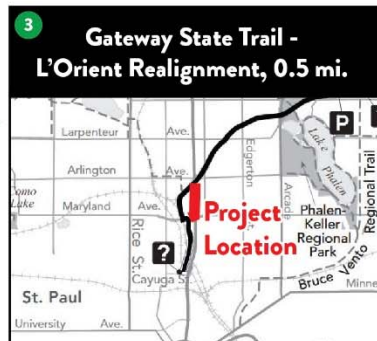 3
Gateway State Trail -
L'Orient Realignment, 0.5 mi.
Larpenteur Ave.
Arlington Ave.
Maryland Ave.
Como
Lake
Rice St.
Edgerton
Arcade
Lake
Phalen
P
Regional Trail
Project
Location
Phalen-
Keller
Regional
Park
?
Cayuga St.
Bruce Vento
St. Paul
University Ave.